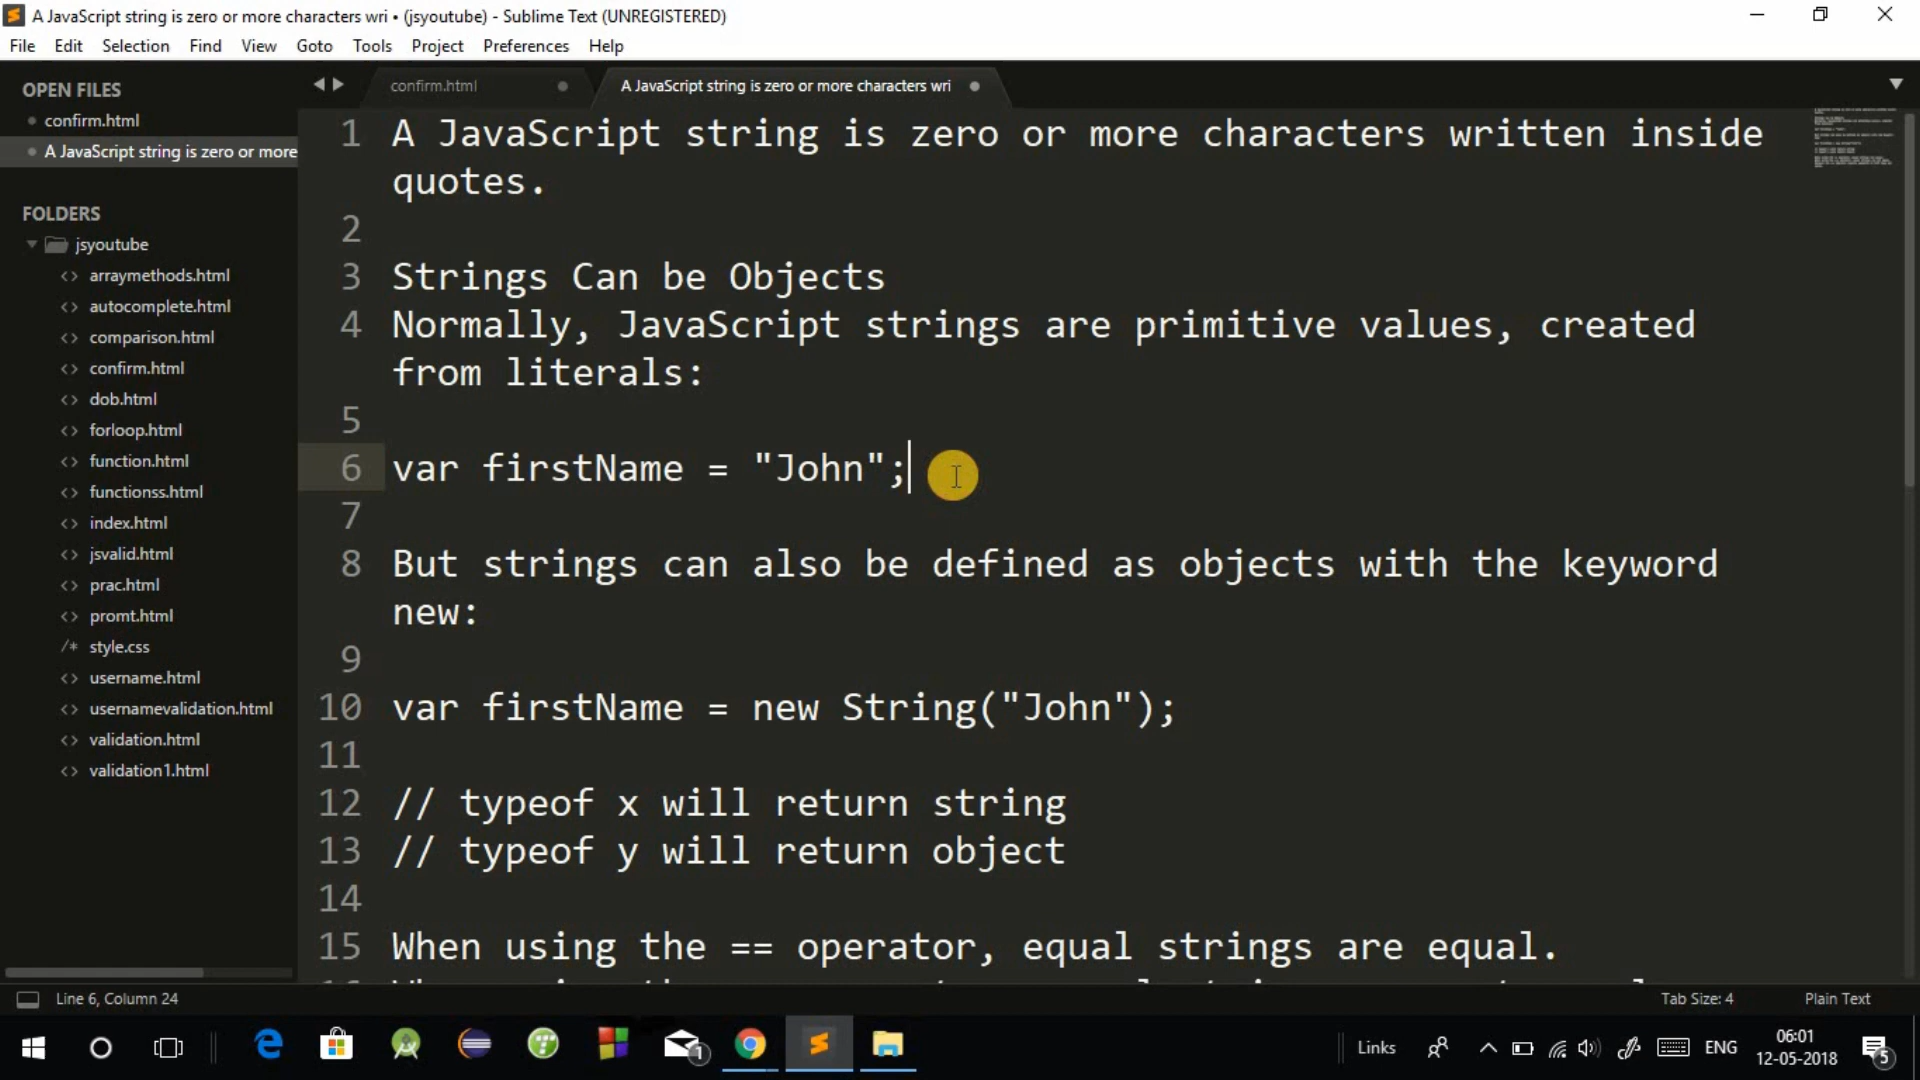 A JavaScript string is zero or more characters wri • (jsyoutube) - Sublime Text (UNREGISTERED)
File Edit Selection Find View Goto Tools Project Preferences Help
OPEN FILES
confirm.html
A JavaScript string is zero or more
FOLDERS
jsyoutube
<> arraymethods.html
<> autocomplete.html
<> comparison.html
<> confirm.html
<> dob.html
<> forloop.html
<> function.html
<> functionss.html
<> index.html
<> jsvalid.html
<> prac.html
<> promt.html
/* style.css
<> username.html
<> usernamevalidation.html
<> validation.html
<> validation1.html
confirm.html
A JavaScript string is zero or more characters wri
1 A JavaScript string is zero or more characters written inside
quotes.
2
3 Strings Can be Objects
4 Normally, JavaScript strings are primitive values, created
from literals:
5
6 var firstName = "John";
7
8 But strings can also be defined as objects with the keyword
new:
9
10 var firstName = new String("John");
11
12 // typeof x will return string
13 // typeof y will return object
14
15 When using the == operator, equal strings are equal.
Line 6, Column 24
Tab Size: 4
Plain Text
1
Links
ENG
06:01
12-05-2018
5